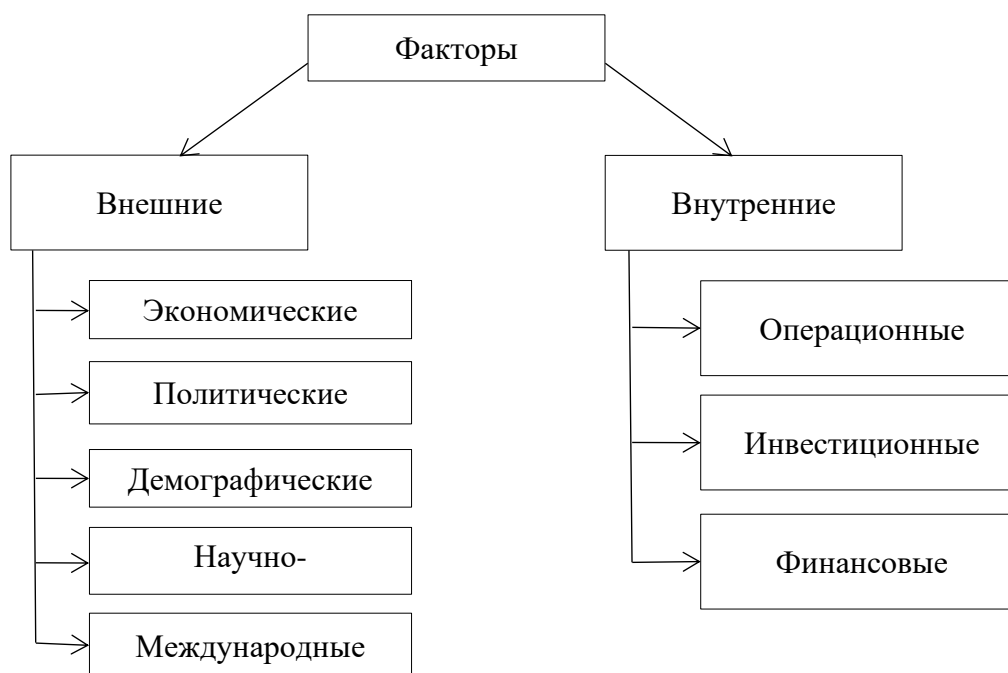 Факторы
Внешние
Экономические
Политические
Демографические
Научно-
Международные
Внутренние
Операционные
Инвестиционные
Финансовые